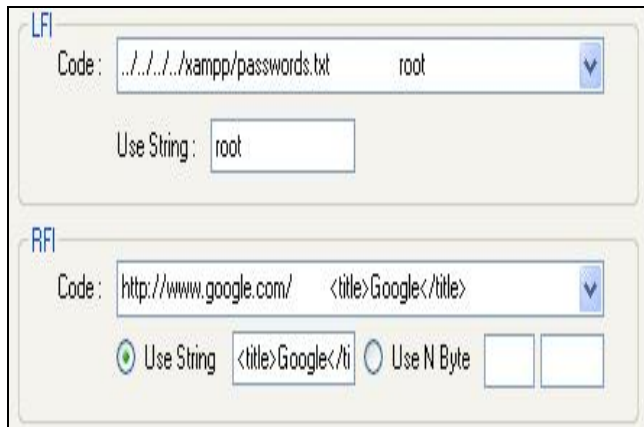 LFI
Code : ../../../../xampp/passwords.txt root
Use String : root
RFI
Code : http://www.google.com/ <title>Google</title>
Use String <title>Google</ti Use N Byte